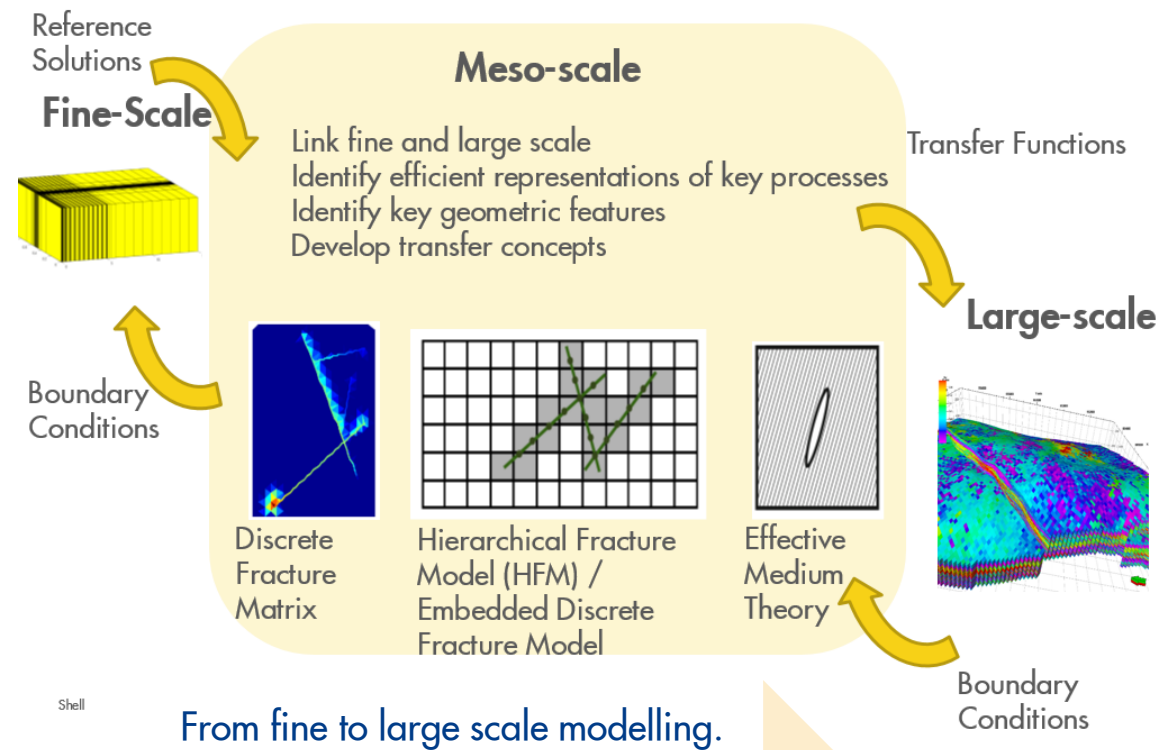 Reference
Solutions
Fine-Scale
Meso-scale
Link fine and large scale
Identify efficient representations of key processes
Identify key geometric features
Develop transfer concepts
Transfer Functions
Large-scale
Boundary
Conditions
Discrete
Fracture
Matrix
Hierarchical Fracture
Model (HFM) /
Embedded Discrete
Fracture Model
Effective
Medium
Theory
Boundary
Conditions
Shell
From fine to large scale modelling.